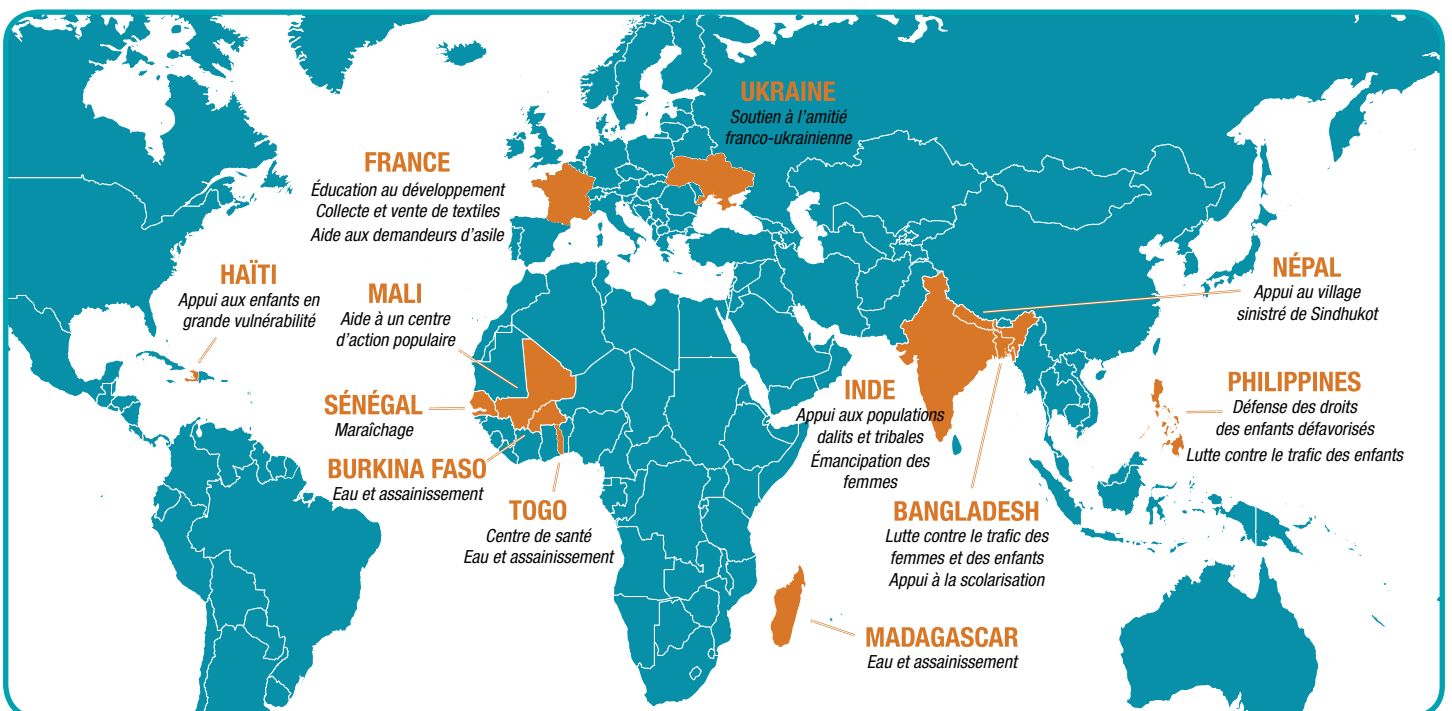 UKRAINE
Soutien à l'amitié
franco-ukrainienne
FRANCE
Éducation au développement
Collecte et vente de textiles
Aide aux demandeurs d'asile
HAÏTI
Appui aux enfants en
grande vulnérabilité
MALI
Aide à un centre
d'action populaire
NÉPAL
Appui au village
sinistré de Sindhukot
SÉNÉGAL
Maraîchage
INDE
Appui aux populations
dalits et tribales
Émancipation des
femmes
PHILIPPINES
Défense des droits
des enfants défavorisés
Lutte contre le trafic des enfants
BURKINA FASO
Eau et assainissement
TOGO
Centre de santé
Eau et assainissement
BANGLADESH
Lutte contre le trafic des
femmes et des enfants
Appui à la scolarisation
MADAGASCAR
Eau et assainissement